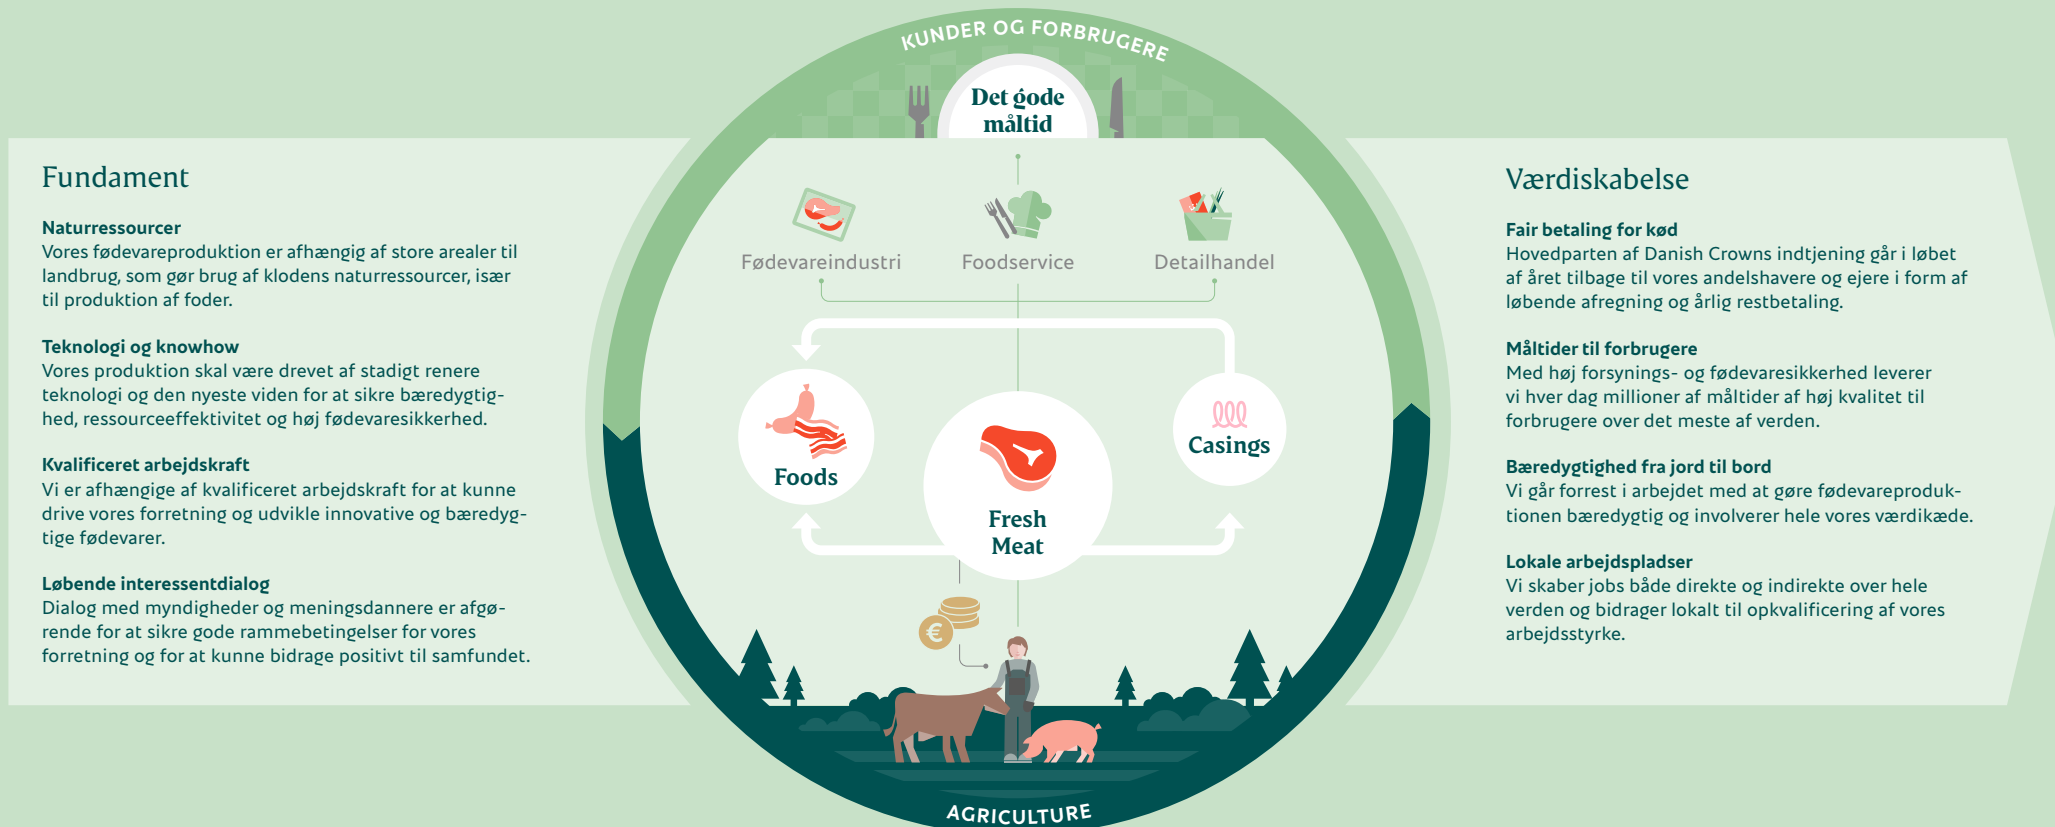 KUNDER OG FORBRUGERE
Det gode
måltid
Fundament
Naturressourcer
Vores fødevareproduktion er afhængig af store arealer til
landbrug, som gør brug af klodens naturressourcer, især
til produktion af foder.
Teknologi og knowhow
Vores produktion skal være drevet af stadigt renere
teknologi og den nyeste viden for at sikre bæredygtig-
hed, ressourceeffektivitet og høj fødevaresikkerhed.
Kvalificeret arbejdskraft
Vi er afhængige af kvalificeret arbejdskraft for at kunne
drive vores forretning og udvikle innovative og bæredyg-
tige fødevarer.
Løbende interessentdialog
Dialog med myndigheder og meningsdannere er afgø-
rende for at sikre gode rammebetingelser for vores
forretning og for at kunne bidrage positivt til samfundet.
Fødevareindustri
Foodservice
Detailhandel
Foods
Fresh
Meat
Casings
€
AGRICULTURE
Værdiskabelse
Fair betaling for kød
Hovedparten af Danish Crowns indtjening går i løbet
af året tilbage til vores andelshavere og ejere i form af
løbende afregning og årlig restbetaling.
Måltider til forbrugere
Med høj forsynings- og fødevaresikkerhed leverer
vi hver dag millioner af måltider af høj kvalitet til
forbrugere over det meste af verden.
Bæredygtighed fra jord til bord
Vi går forrest i arbejdet med at gøre fødevareproduk-
tionen bæredygtig og involverer hele vores værdikæde.
Lokale arbejdspladser
Vi skaber jobs både direkte og indirekte over hele
verden og bidrager lokalt til opkvalificering af vores
arbejdsstyrke.